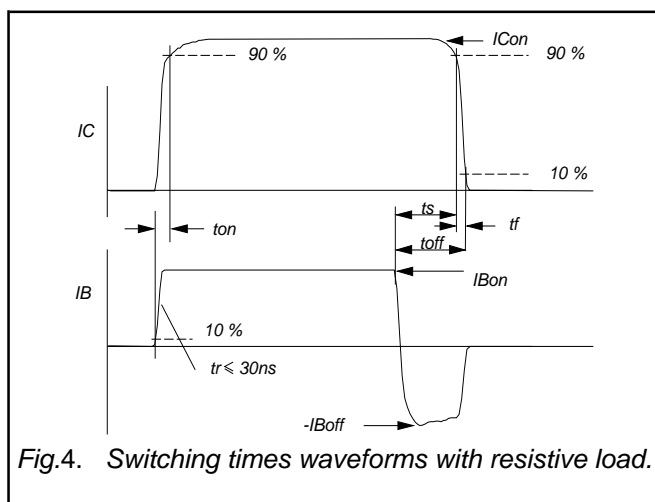 ICon
90 %
90 %
IC
10 %
ts
ton
tf
toff
IB
IBon
10 %
tr ⩽ 30ns
-IBoff
Fig.4. Switching times waveforms with resistive load.